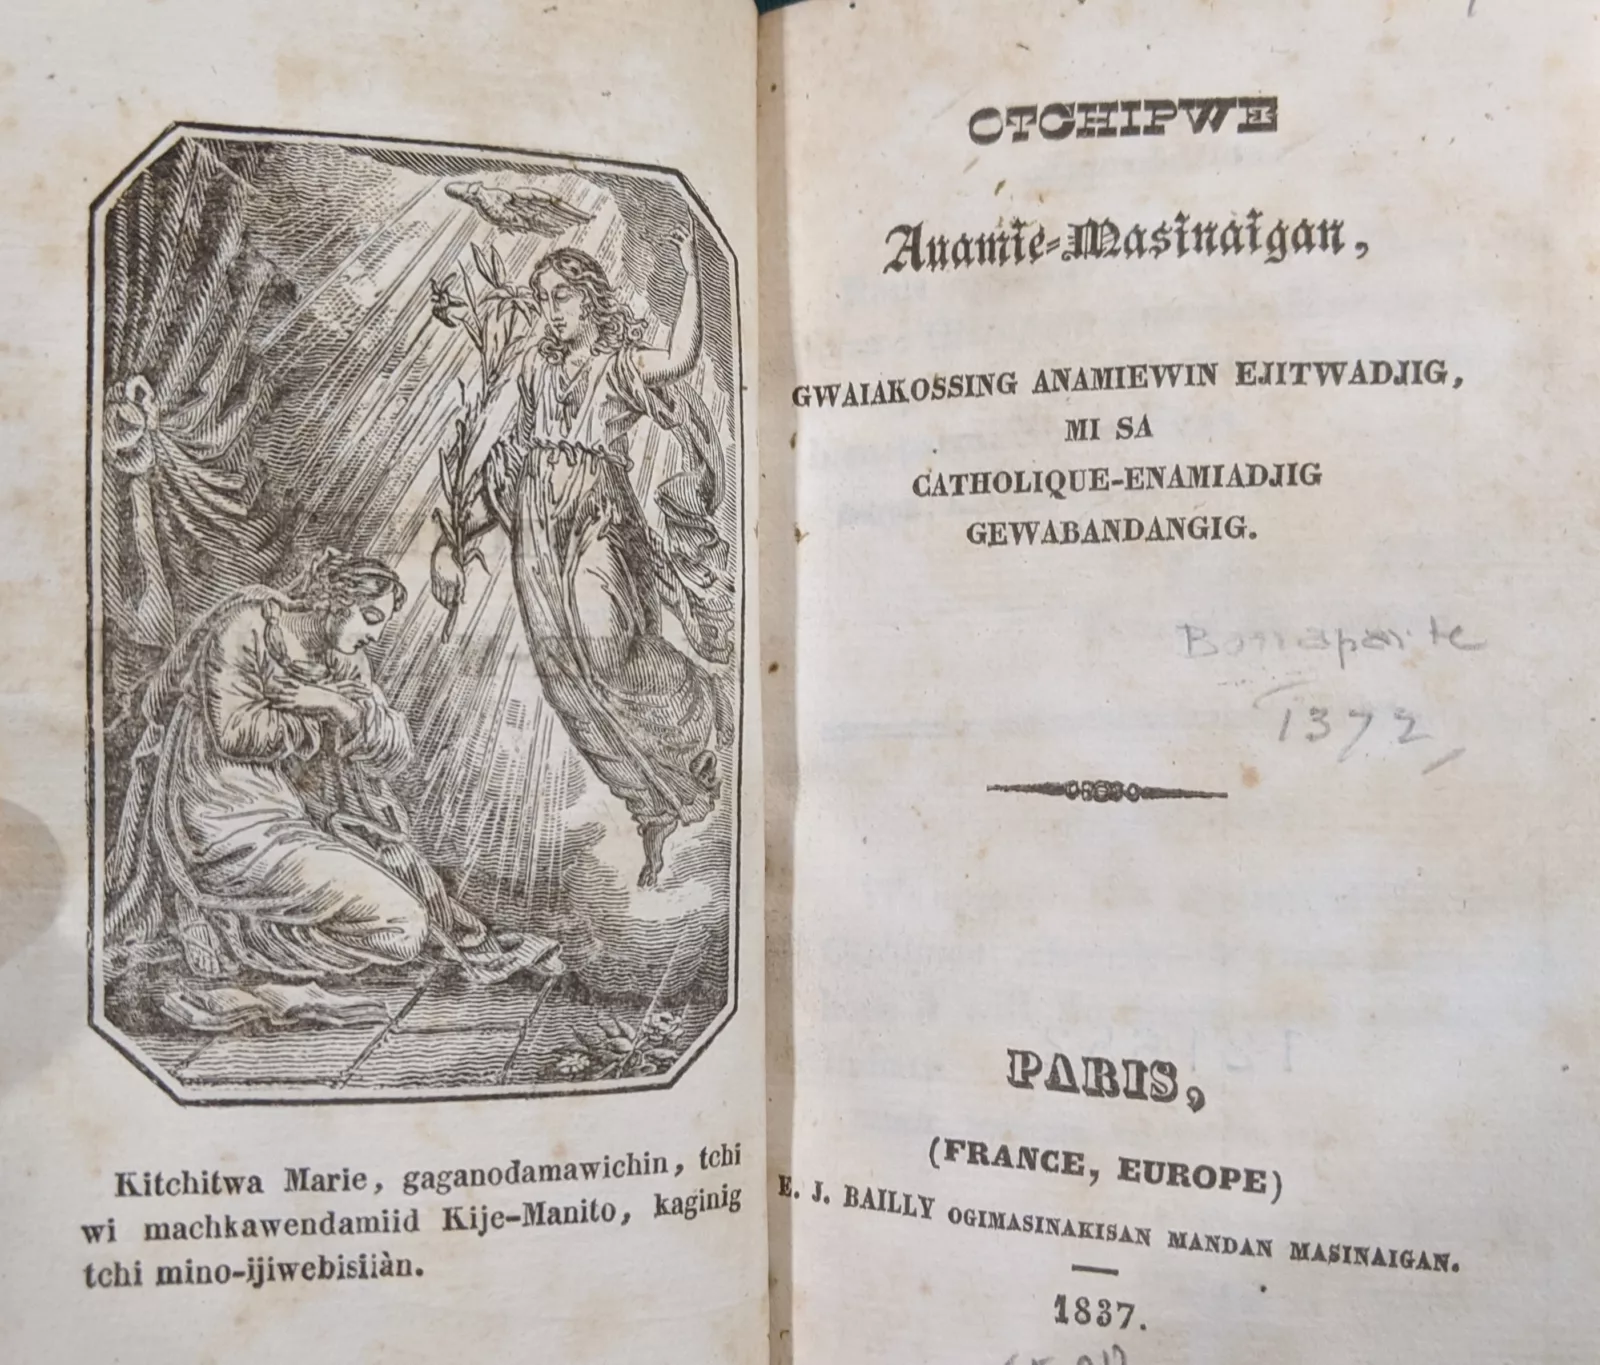 Kitchitwa Marie, gaganodamawichin, tchi
wi machkawendamiid Kije-Manito, kaginig
tchi mino-ijiwebisiiàn.
OTCHIPWE
Anamie-Masinaigan,
GWAIAKOSSING ANAMIEWIN EJITWADJIG,
MI SA
CATHOLIQUE-ENAMIADJIG
GEWABANDANGIG.
Bonaparte
1372
PARIS,
(FRANCE, EUROPE)
E. J. BAILLY OGIMASINAKISAN MANDAN MASINAIGAN.
1837.